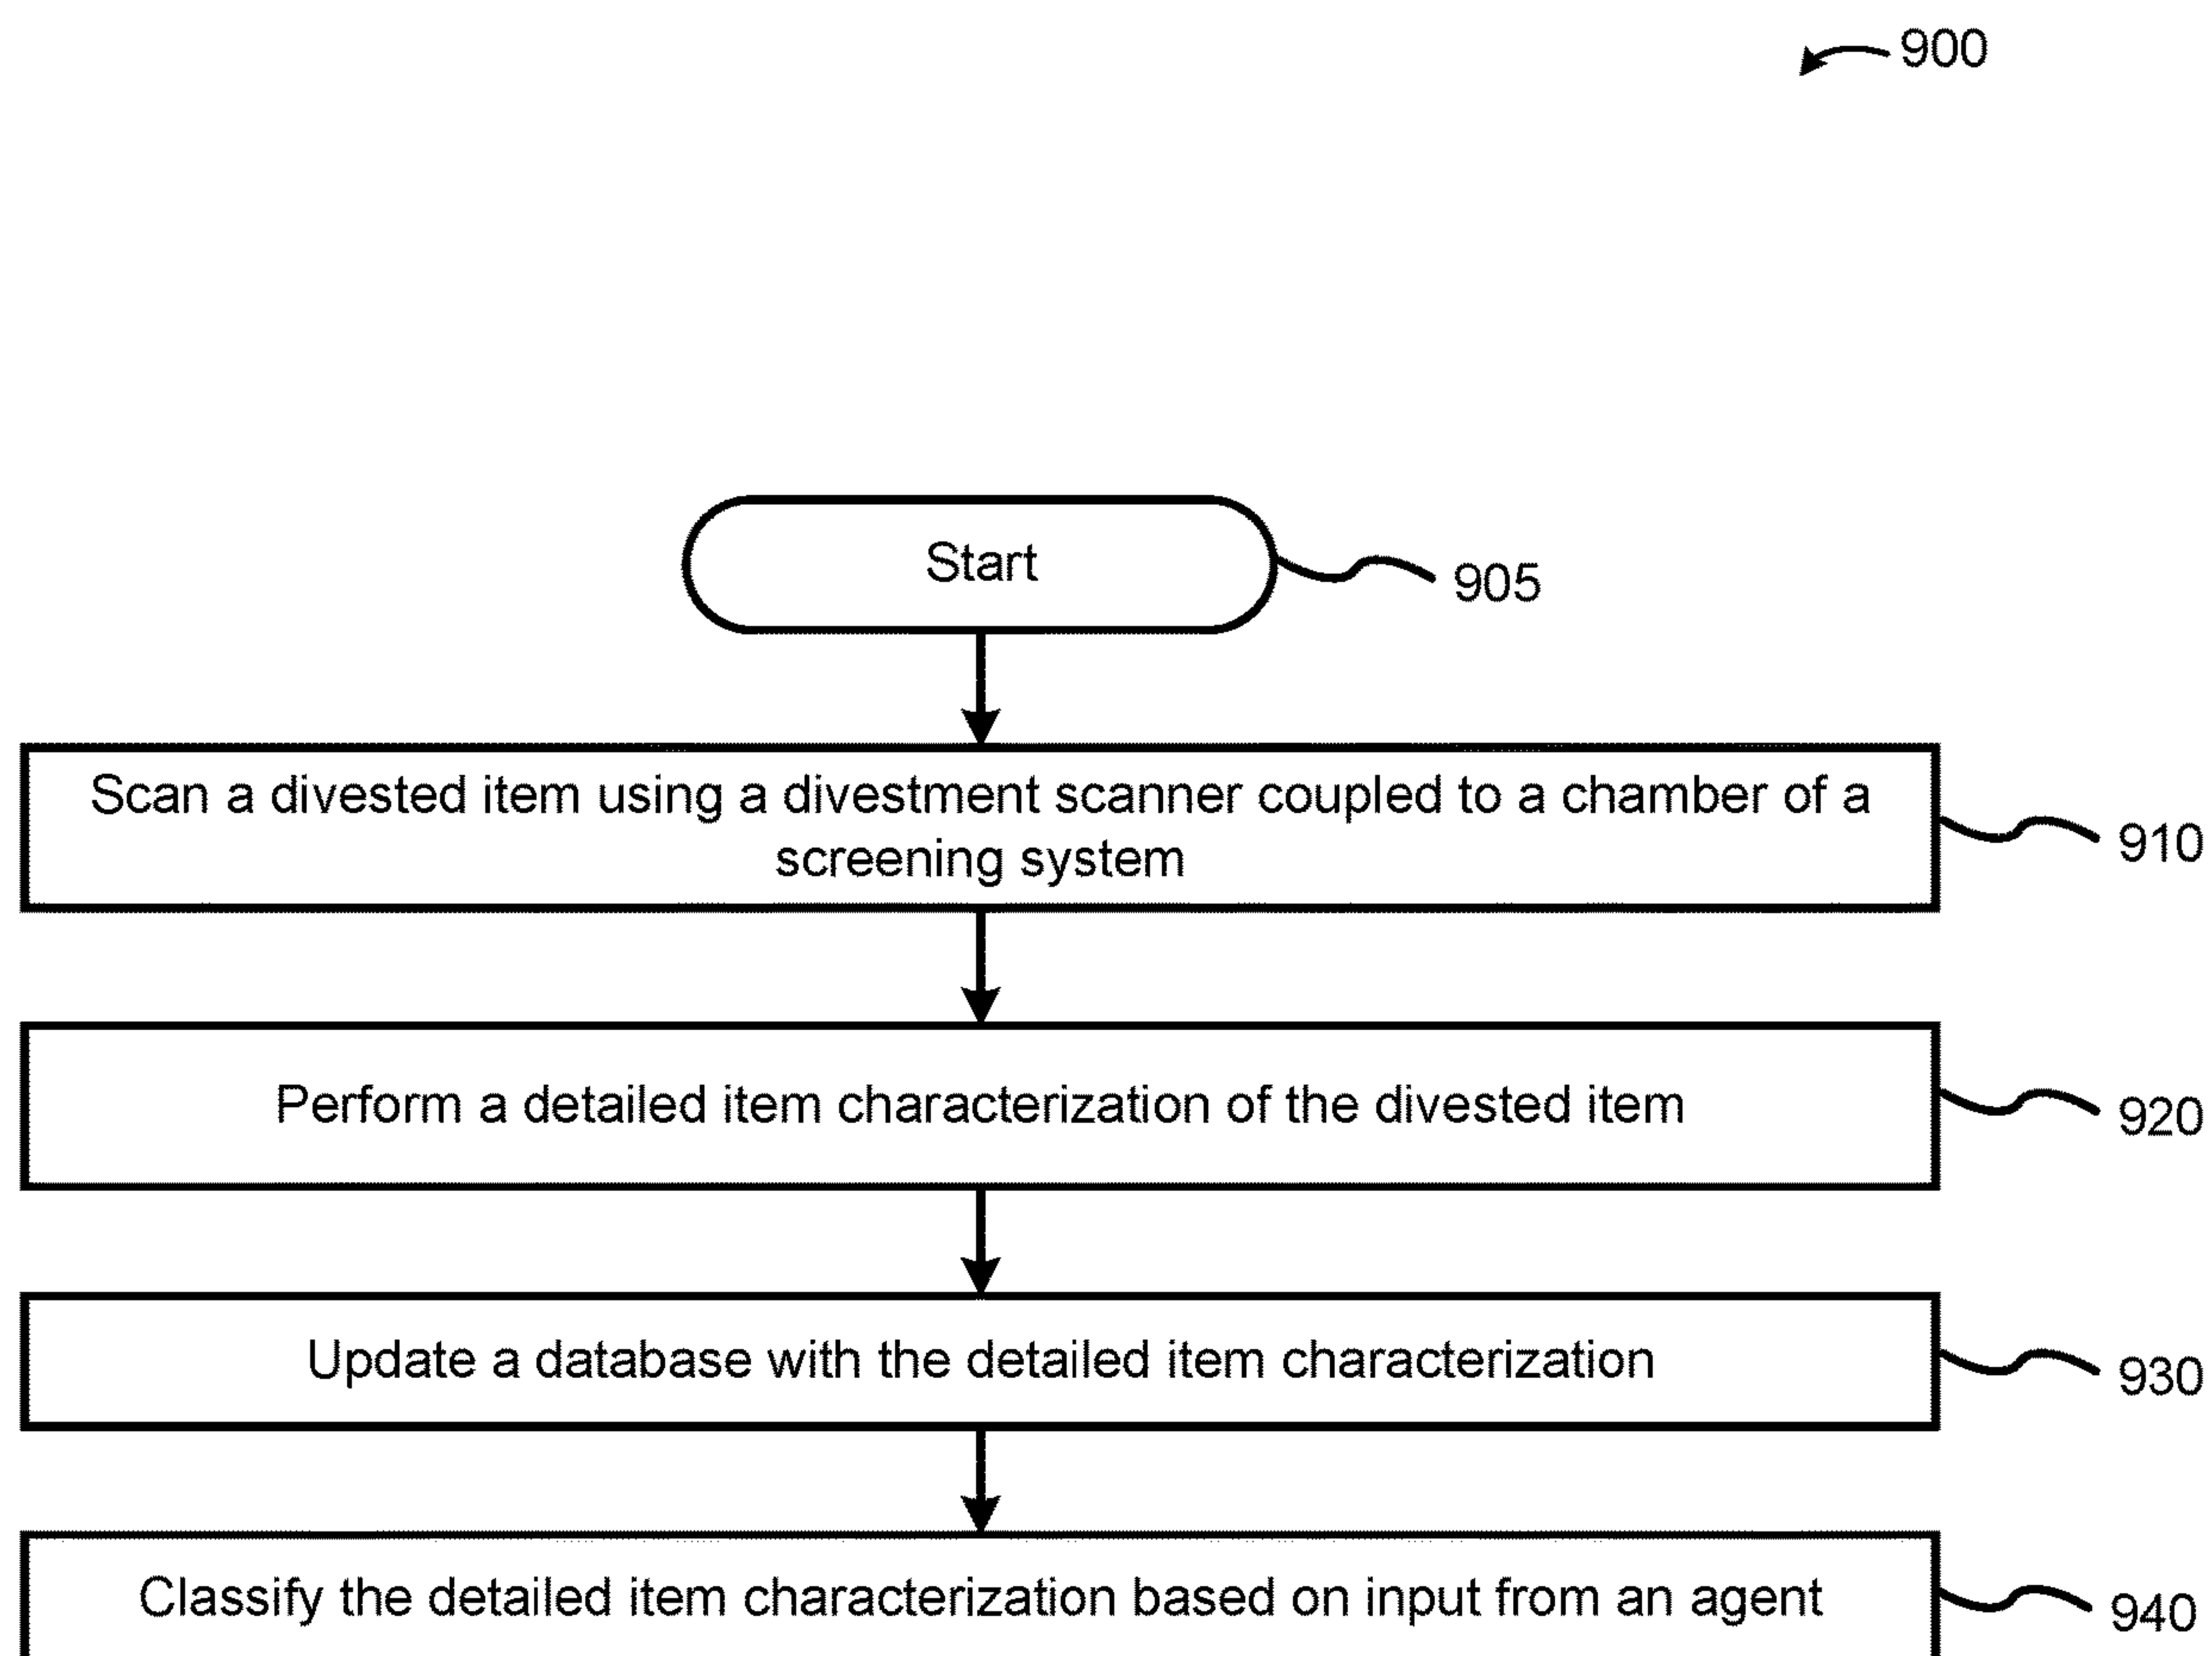 900
Start
905
Scan a divested item using a divestment scanner coupled to a chamber of a
screening system
910
Perform a detailed item characterization of the divested item
920
Update a database with the detailed item characterization
930
Classify the detailed item characterization based on input from an agent
940